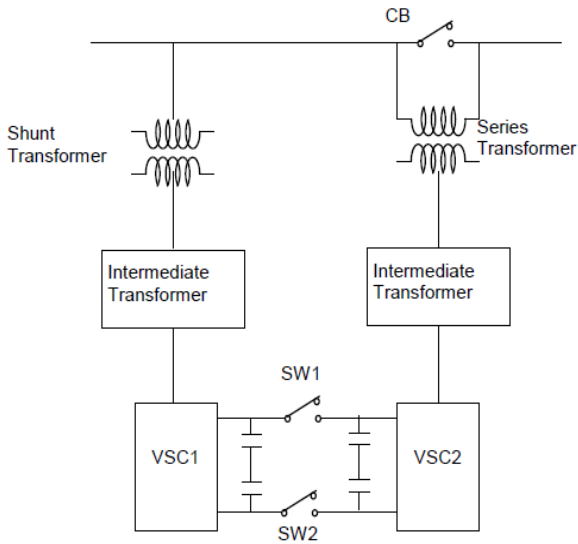 CB
Shunt
Transformer
Series
Transformer
Intermediate
Transformer
Intermediate
Transformer
SW1
VSC1
VSC2
SW2